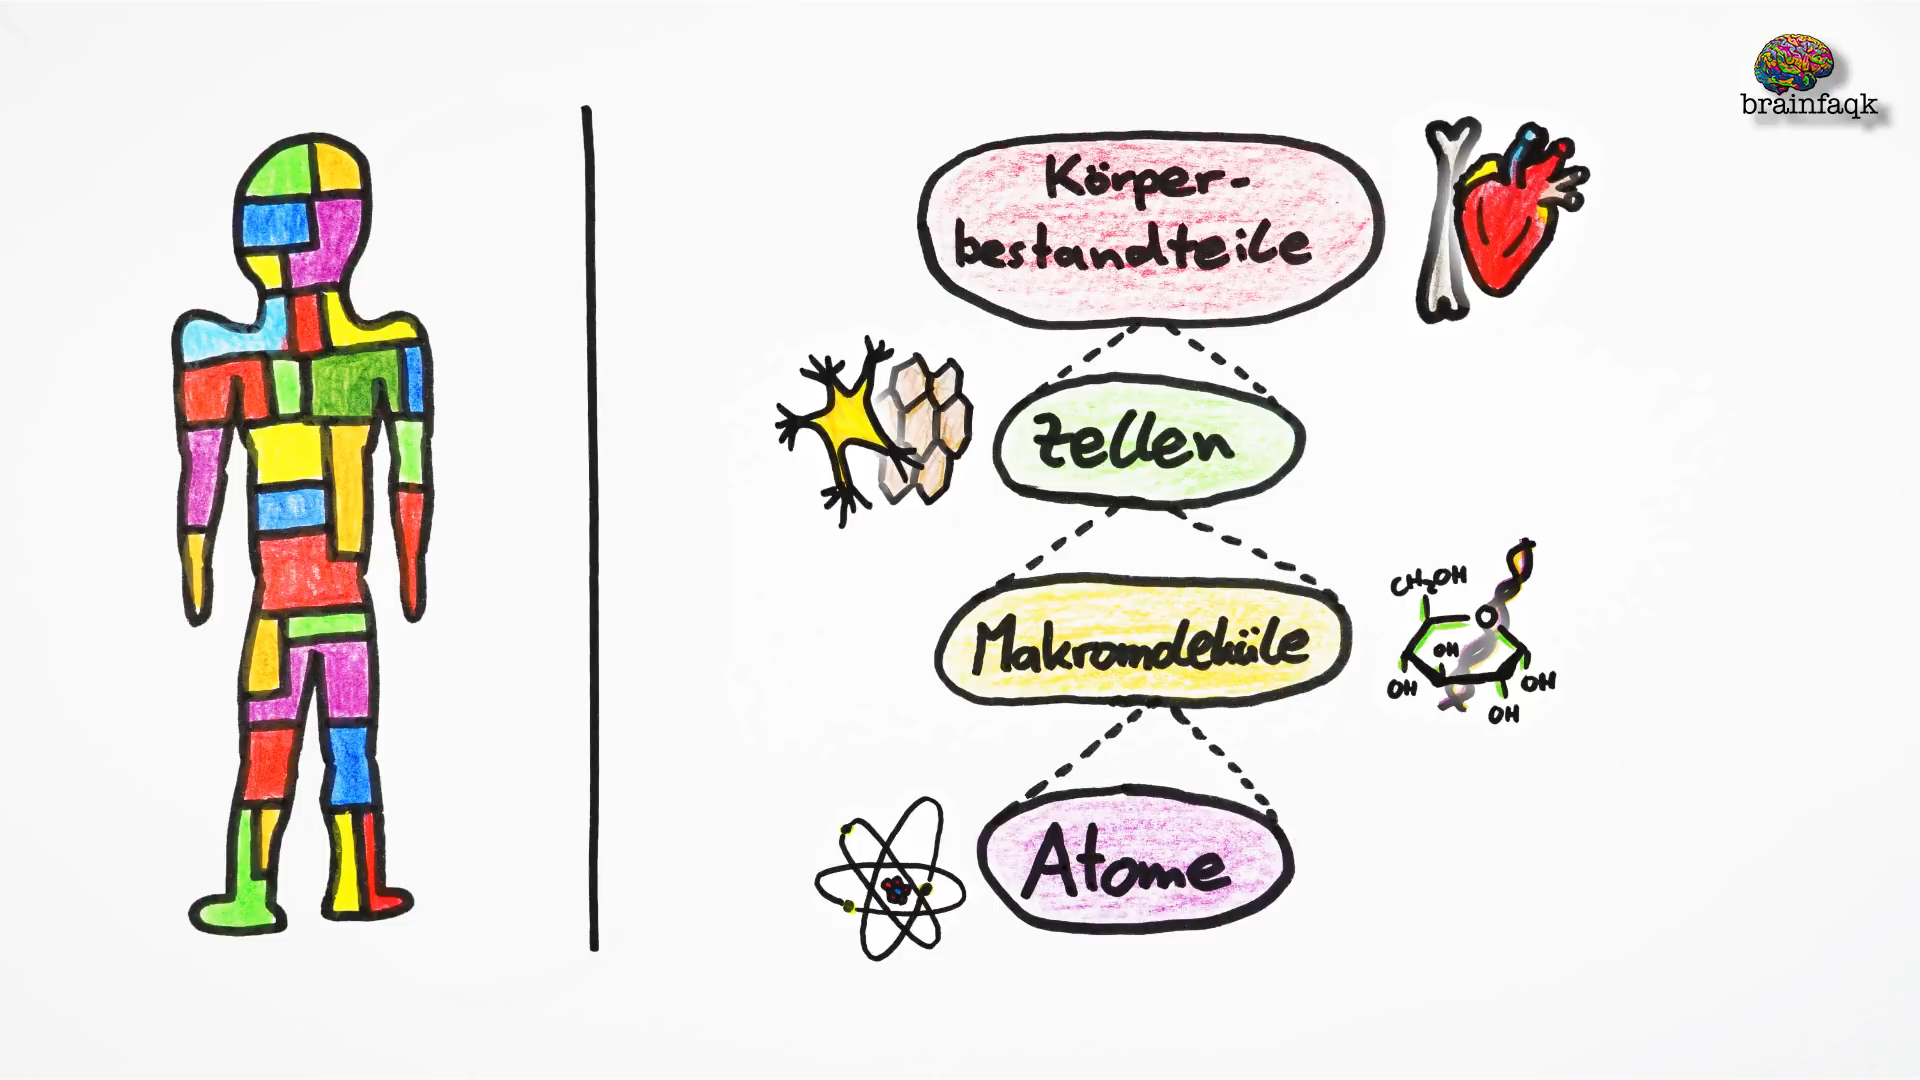 brainfaqk
Körper-
bestandteile
Zellen
Makromoleküle
CH₂OH
O
OH
OH
OH
OH
Atome